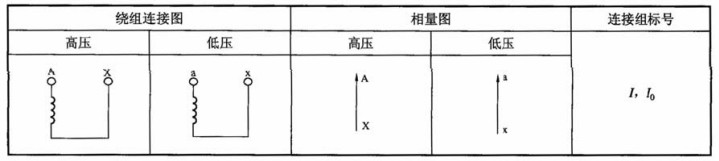 绕组连接图 相量图 连接组标号
高压 低压 高压 低压
A X a x A a
I，I₀
X x